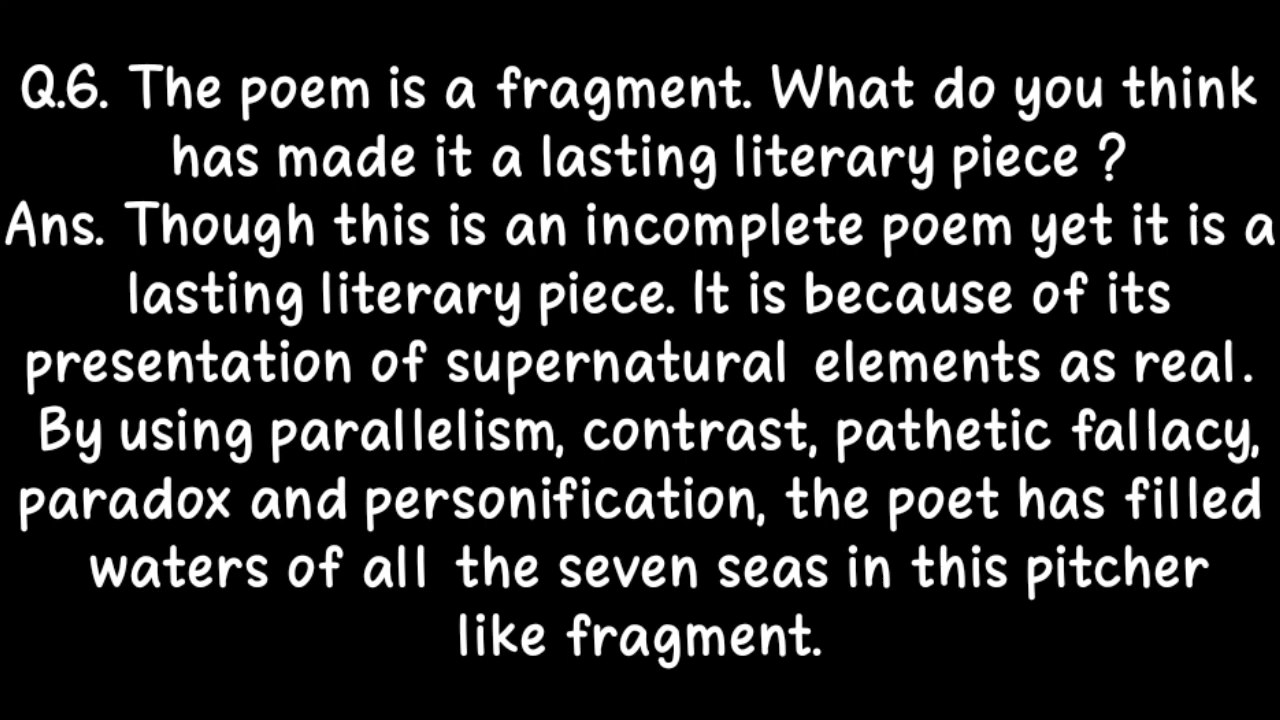 Q.6. The poem is a fragment. What do you think
has made it a lasting literary piece ?
Ans. Though this is an incomplete poem yet it is a
lasting literary piece. It is because of its
presentation of supernatural elements as real.
By using parallelism, contrast, pathetic fallacy,
paradox and personification, the poet has filled
waters of all the seven seas in this pitcher
like fragment.